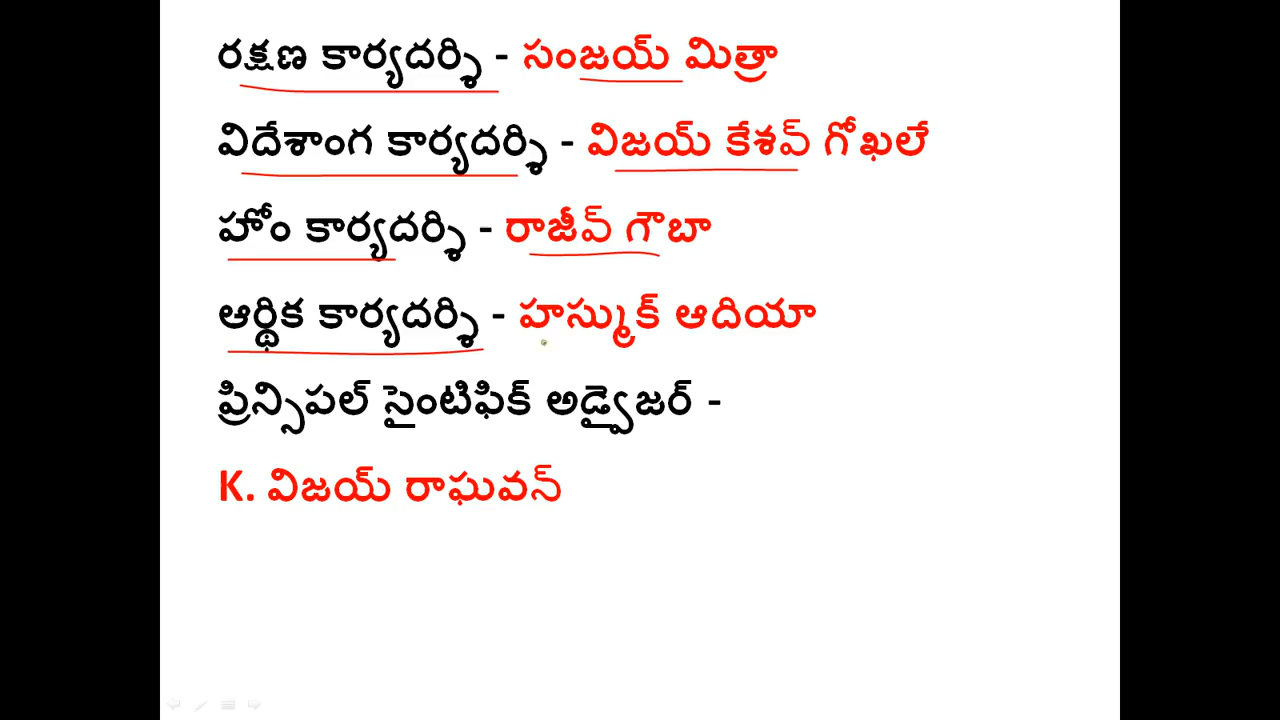 రక్షణ కార్యదర్శి - సంజయ్ మిత్రా
విదేశాంగ కార్యదర్శి - విజయ్ కేశవ్ గోఖలే
హోం కార్యదర్శి - రాజీవ్ గౌబా
ఆర్థిక కార్యదర్శి - హస్ముక్ ఆదియా
ప్రిన్సిపల్ సైంటిఫిక్ అడ్వైజర్ -
K. విజయ్ రాఘవన్